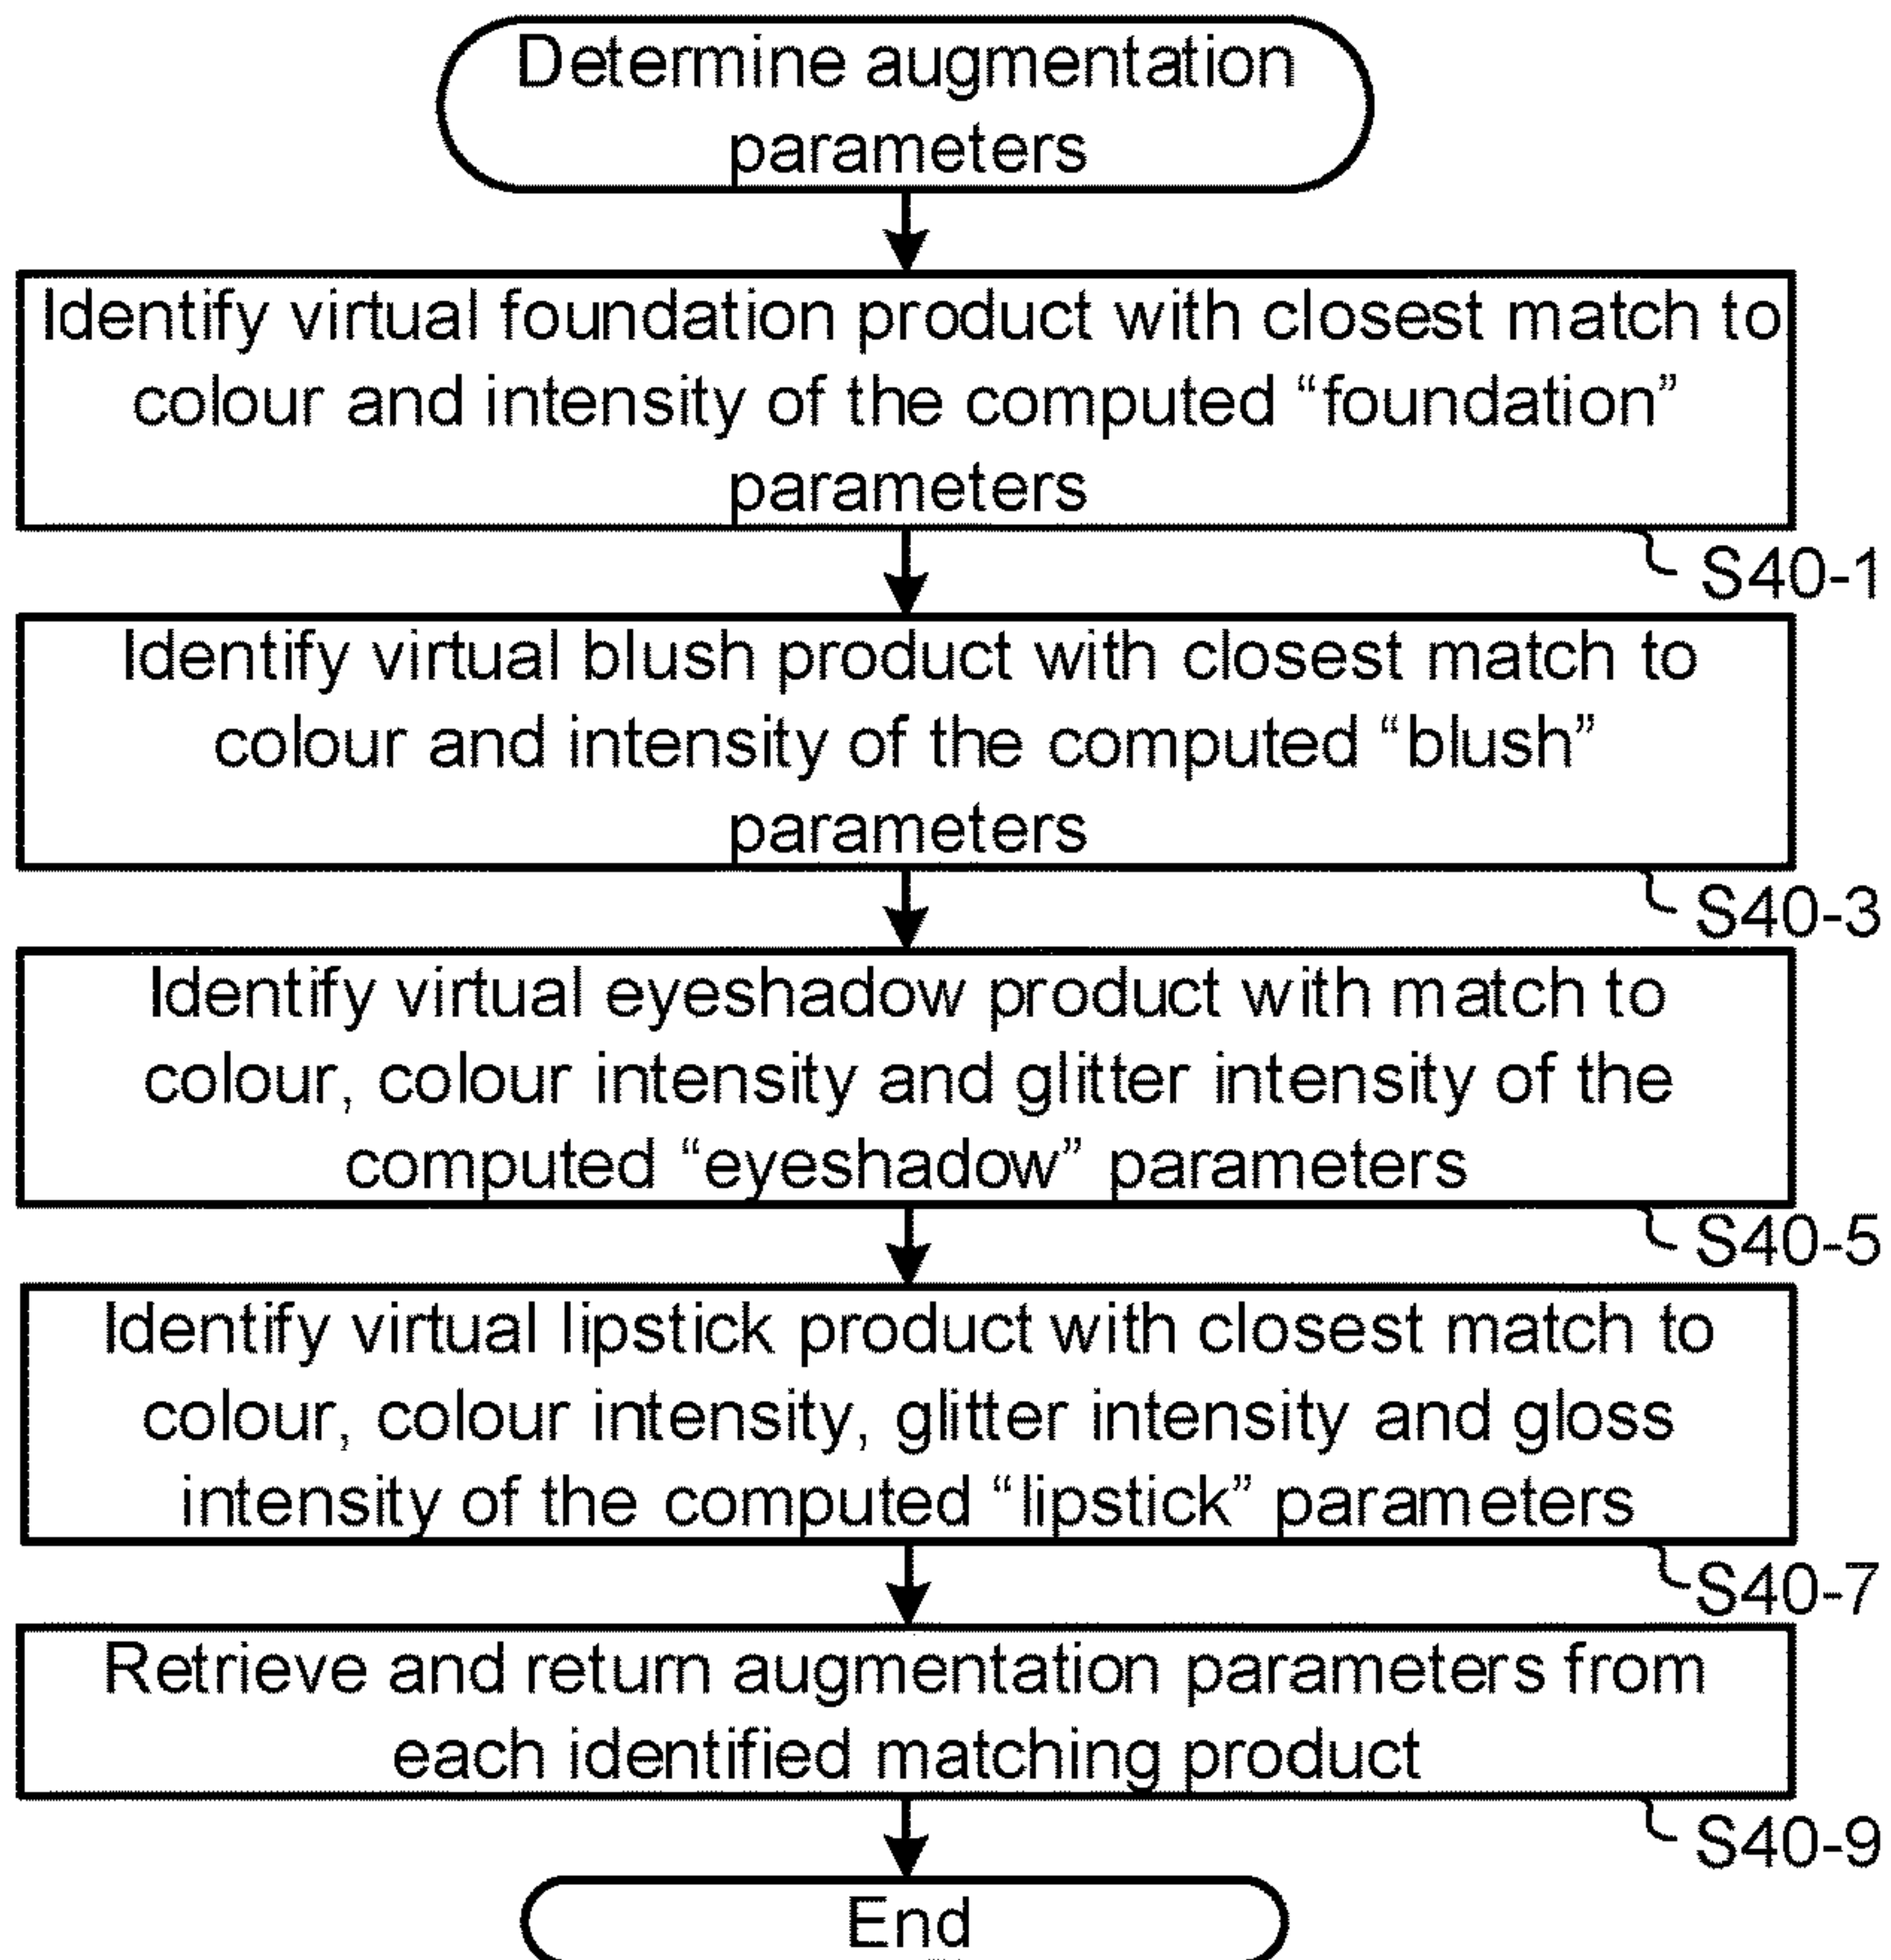 Determine augmentation
parameters
Identify virtual foundation product with closest match to
colour and intensity of the computed “foundation”
parameters
S40-1
Identify virtual blush product with closest match to
colour and intensity of the computed “blush”
parameters
S40-3
Identify virtual eyeshadow product with match to
colour, colour intensity and glitter intensity of the
computed “eyeshadow” parameters
S40-5
Identify virtual lipstick product with closest match to
colour, colour intensity, glitter intensity and gloss
intensity of the computed “lipstick” parameters
S40-7
Retrieve and return augmentation parameters from
each identified matching product
S40-9
End